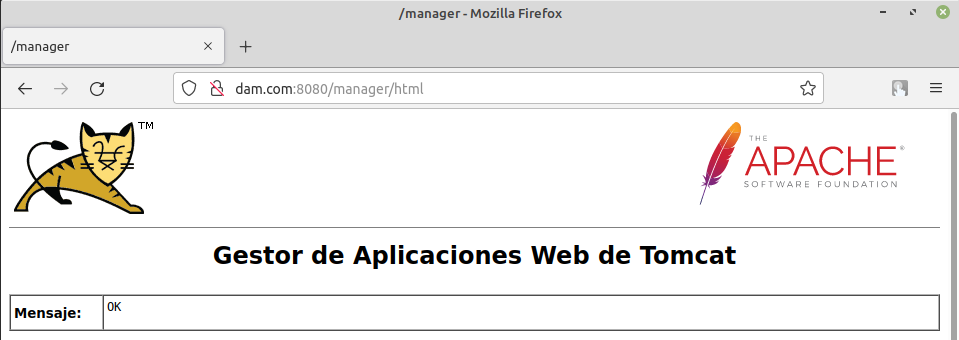 /manager - Mozilla Firefox
/manager
dam.com:8080/manager/html
TM
THE
APACHE®
SOFTWARE FOUNDATION
Gestor de Aplicaciones Web de Tomcat
Mensaje: OK